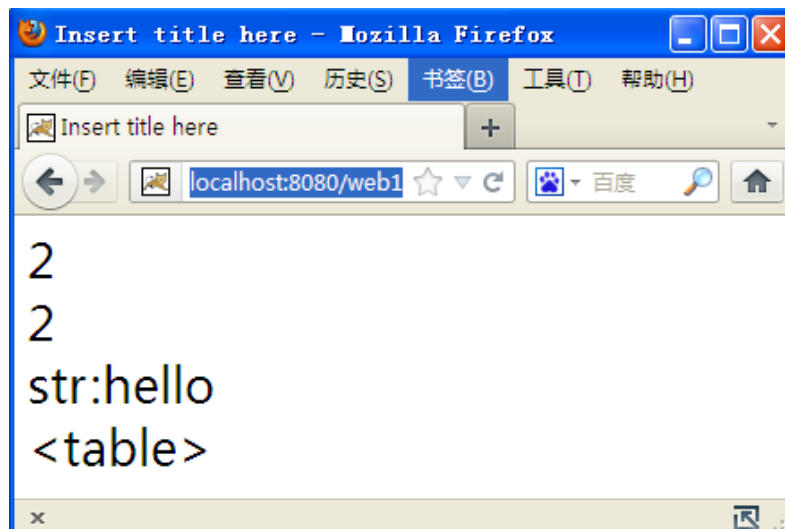 Insert title here - Mozilla Firefox
文件(F) 编辑(E) 查看(V) 历史(S) 书签(B) 工具(T) 帮助(H)
Insert title here
localhost:8080/web1 百度
2
2
str:hello
<table>